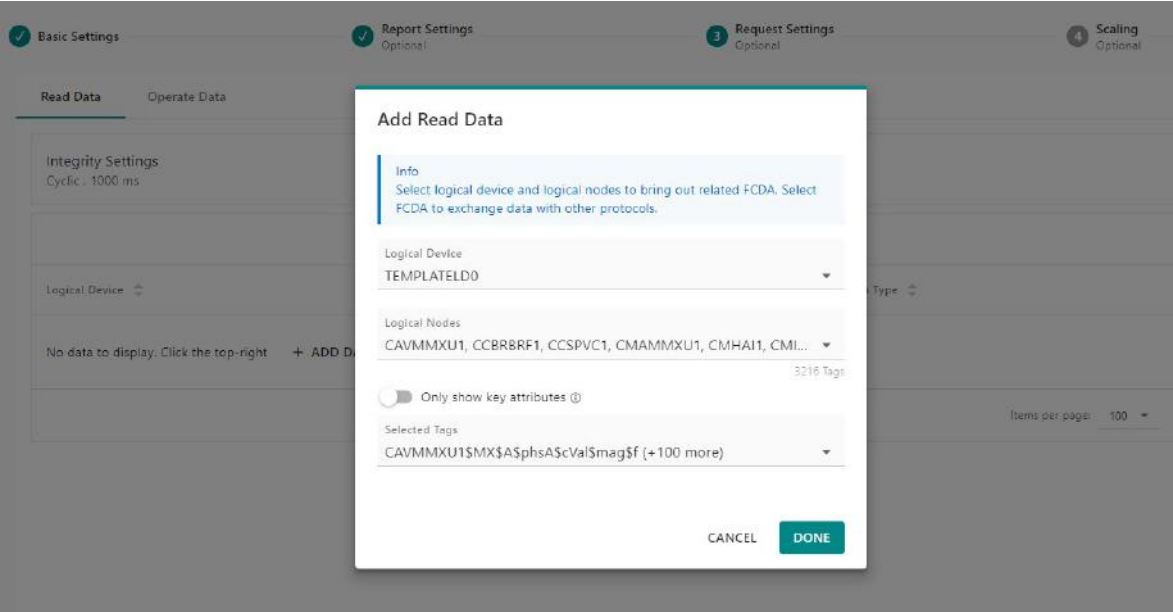 Basic Settings
Report Settings
Optional
3
Request Settings
Optional
4
Scaling
Optional
Read Data
Operate Data
Integrity Settings
Cyclic : 1000 ms
Logical Device
Type
No data to display. Click the top-right
+ ADD DA
Items per page: 100
Add Read Data
Info
Select logical device and logical nodes to bring out related FCDA. Select
FCDA to exchange data with other protocols.
Logical Device
TEMPLATELD0
Logical Nodes
CAVMMXU1, CCBRBRF1, CCSPVC1, CMAMMXU1, CMHAI1, CMI...
3216 Tags
Only show key attributes
Selected Tags
CAVMMXU1$MX$A$phsA$cVal$mag$f (+100 more)
CANCEL
DONE